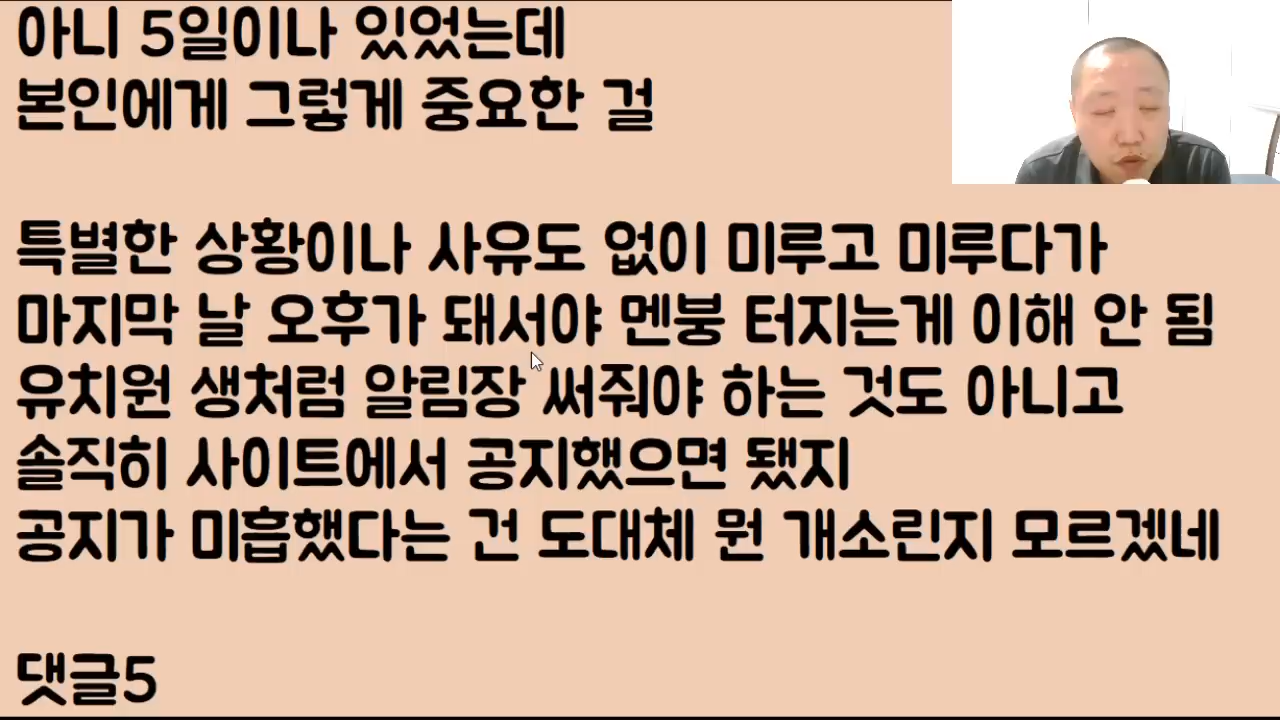 아니 5일이나 있었는데
본인에게 그렇게 중요한 걸
특별한 상황이나 사유도 없이 미루고 미루다가
마지막 날 오후가 돼서야 멘붕 터지는게 이해 안 됨
유치원 생처럼 알림장 써줘야 하는 것도 아니고
솔직히 사이트에서 공지했으면 됐지
공지가 미흡했다는 건 도대체 뭔 개소린지 모르겠네
댓글5